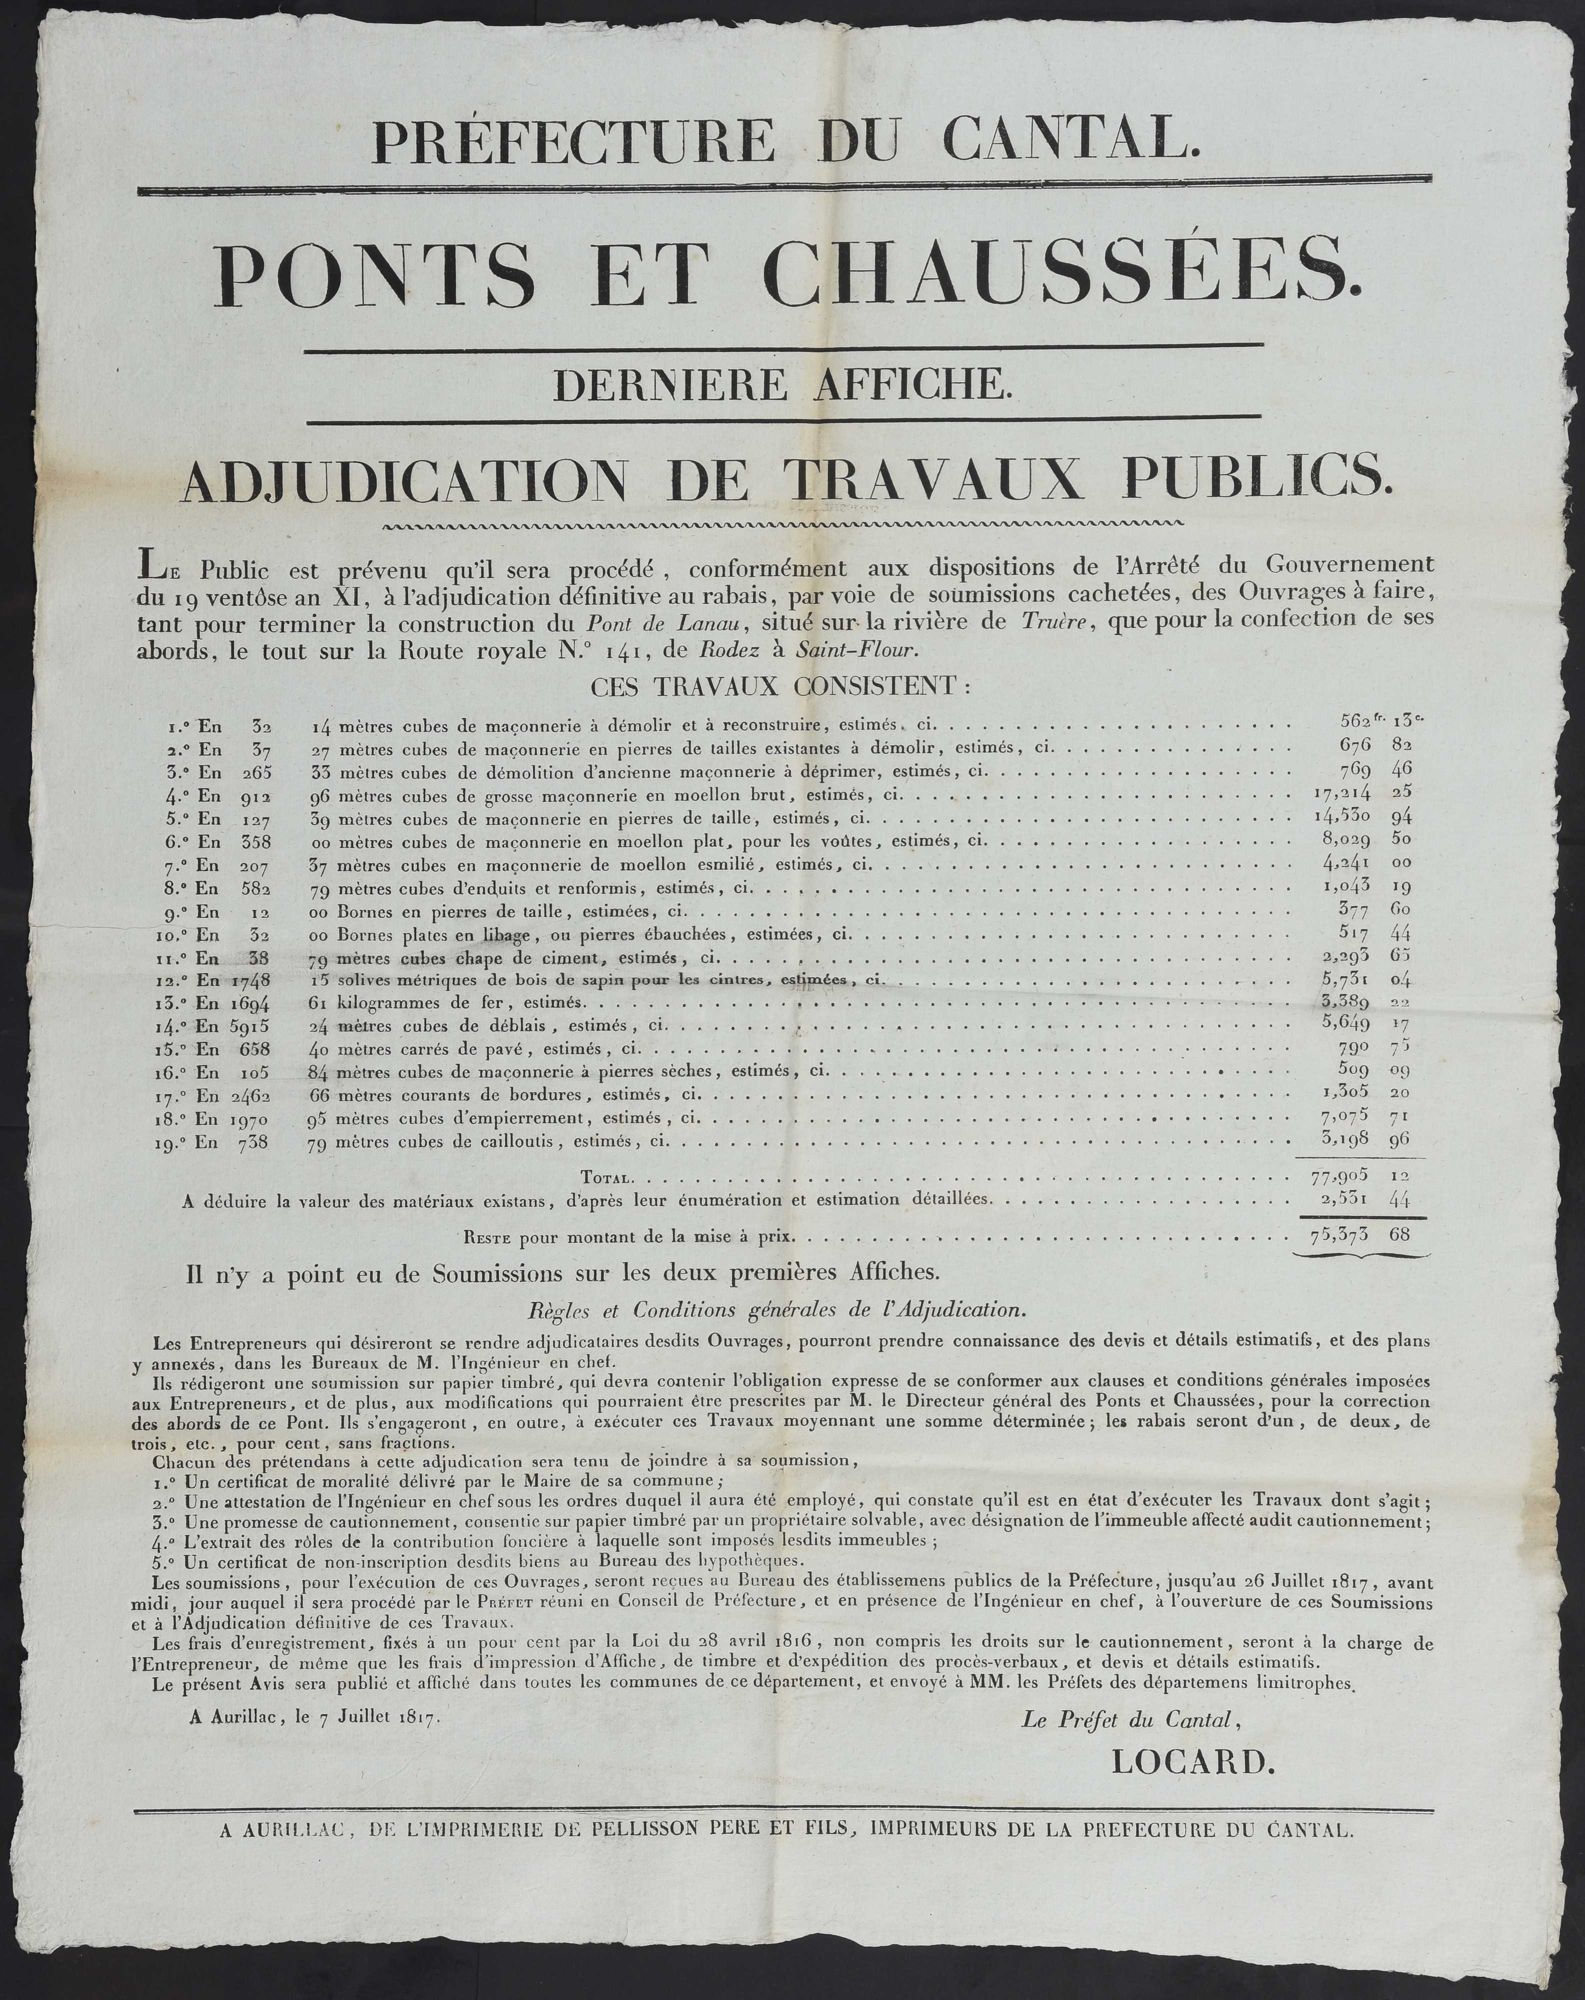 PRÉFECTURE DU CANTAL.
PONTS ET CHAUSSÉES.
DERNIERE AFFICHE.
ADJUDICATION DE TRAVAUX PUBLICS.
LE Public est prévenu qu'il sera procédé, conformément aux dispositions de l'Arrêté du Gouvernement
du 19 ventôse an XI, à l'adjudication définitive au rabais, par voie de soumissions cachetées, des Ouvrages à faire,
tant pour terminer la construction du Pont de Lanau, situé sur la rivière de Truère, que pour la confection de ses
abords, le tout sur la Route royale N.º 141, de Rodez à Saint-Flour.
CES TRAVAUX CONSISTENT :
1.º En 32 14 mètres cubes de maçonnerie à démolir et à reconstruire, estimés, ci. 562 fr. 13 c.
2.º En 37 27 mètres cubes de maçonnerie en pierres de tailles existantes à démolir, estimés, ci. 676 82
3.º En 265 33 mètres cubes de démolition d'ancienne maçonnerie à déprimer, estimés, ci. 769 46
4.º En 912 96 mètres cubes de grosse maçonnerie en moellon brut, estimés, ci. 17,214 25
5.º En 127 39 mètres cubes de maçonnerie en pierres de taille, estimés, ci. 14,530 94
6.º En 358 00 mètres cubes de maçonnerie en moellon plat, pour les voûtes, estimés, ci. 8,029 50
7.º En 207 37 mètres cubes en maçonnerie de moellon esmilié, estimés, ci. 4,241 00
8.º En 582 79 mètres cubes d'enduits et renformis, estimés, ci. 1,043 19
9.º En 12 00 Bornes en pierres de taille, estimées, ci. 377 60
10.º En 32 00 Bornes plates en libage, ou pierres ébauchées, estimées, ci. 517 44
11.º En 38 79 mètres cubes chape de ciment, estimés, ci. 2,293 65
12.º En 1748 15 solives métriques de bois de sapin pour les cintres, estimées, ci. 5,731 04
13.º En 1694 61 kilogrammes de fer, estimés. 3,389 22
14.º En 5915 24 mètres cubes de déblais, estimés, ci. 5,649 17
15.º En 658 40 mètres carrés de pavé, estimés, ci. 790 75
16.º En 105 84 mètres cubes de maçonnerie à pierres sèches, estimés, ci. 509 09
17.º En 2462 66 mètres courants de bordures, estimés, ci. 1,305 20
18.º En 1970 95 mètres cubes d'empierrement, estimés, ci. 7,075 71
19.º En 738 79 mètres cubes de cailloutis, estimés, ci. 3,198 96
TOTAL. 77,905 12
A déduire la valeur des matériaux existans, d'après leur énumération et estimation détaillées. 2,531 44
RESTE pour montant de la mise à prix. 75,373 68
Il n'y a point eu de Soumissions sur les deux premières Affiches.
Règles et Conditions générales de l'Adjudication.
Les Entrepreneurs qui désireront se rendre adjudicataires desdits Ouvrages, pourront prendre connaissance des devis et détails estimatifs, et des plans
y annexés, dans les Bureaux de M. l'Ingénieur en chef.
Ils rédigeront une soumission sur papier timbré, qui devra contenir l'obligation expresse de se conformer aux clauses et conditions générales imposées
aux Entrepreneurs, et de plus, aux modifications qui pourraient être prescrites par M. le Directeur général des Ponts et Chaussées, pour la correction
des abords de ce Pont. Ils s'engageront, en outre, à exécuter ces Travaux moyennant une somme déterminée; les rabais seront d'un, de deux, de
trois, etc., pour cent, sans fractions.
Chacun des prétendans à cette adjudication sera tenu de joindre à sa soumission,
1.º Un certificat de moralité délivré par le Maire de sa commune;
2.º Une attestation de l'Ingénieur en chef sous les ordres duquel il aura été employé, qui constate qu'il est en état d'exécuter les Travaux dont s'agit;
3.º Une promesse de cautionnement, consentie sur papier timbré par un propriétaire solvable, avec désignation de l'immeuble affecté audit cautionnement;
4.º L'extrait des rôles de la contribution foncière à laquelle sont imposés lesdits immeubles;
5.º Un certificat de non-inscription desdits biens au Bureau des hypothèques.
Les soumissions, pour l'exécution de ces Ouvrages, seront reçues au Bureau des établissemens publics de la Préfecture, jusqu'au 26 Juillet 1817, avant
midi, jour auquel il sera procédé par le PRÉFET réuni en Conseil de Préfecture, et en présence de l'Ingénieur en chef, à l'ouverture de ces Soumissions
et à l'Adjudication définitive de ces Travaux.
Les frais d'enregistrement, fixés à un pour cent par la Loi du 28 avril 1816, non compris les droits sur le cautionnement, seront à la charge de
l'Entrepreneur, de même que les frais d'impression d'Affiche, de timbre et d'expédition des procès-verbaux, et devis et détails estimatifs.
Le présent Avis sera publié et affiché dans toutes les communes de ce département, et envoyé à MM. les Préfets des départemens limitrophes.
A Aurillac, le 7 Juillet 1817.
Le Préfet du Cantal,
LOCARD.
A AURILLAC, DE L'IMPRIMERIE DE PELLISSON PERE ET FILS, IMPRIMEURS DE LA PREFECTURE DU CANTAL.